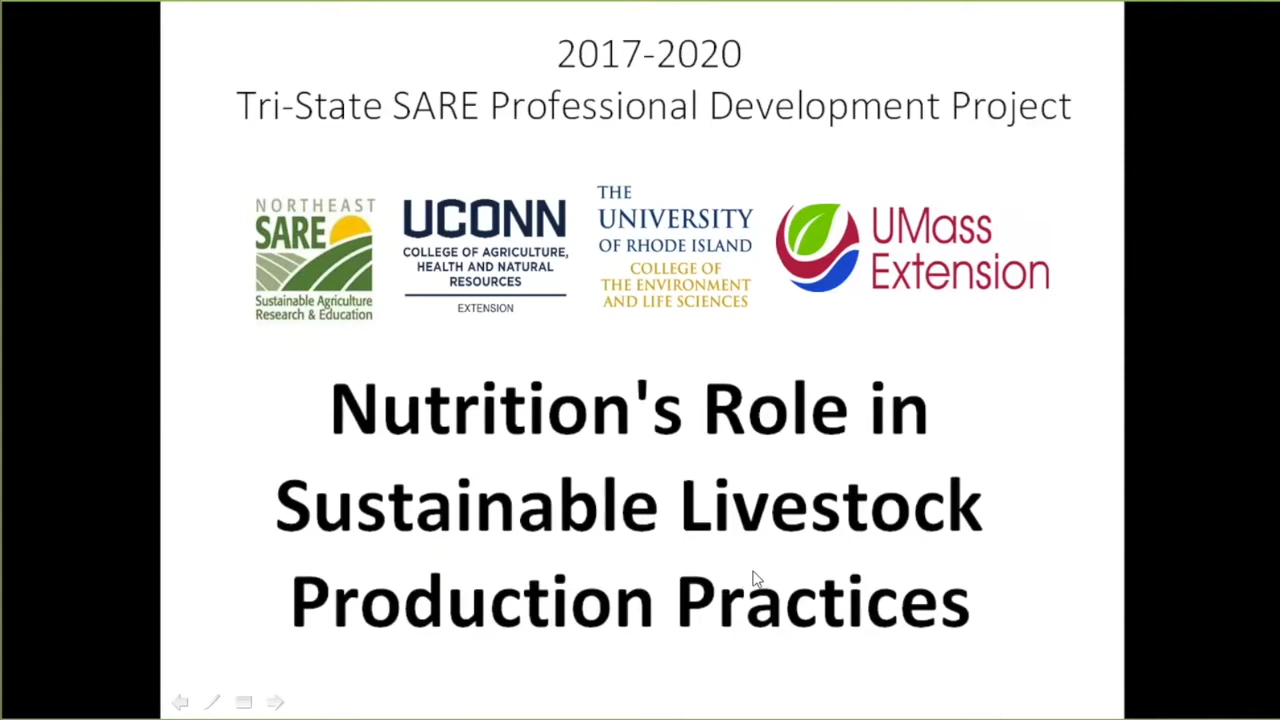 2017-2020
Tri-State SARE Professional Development Project
NORTHEAST
SARE
Sustainable Agriculture
Research & Education
UCONN
COLLEGE OF AGRICULTURE,
HEALTH AND NATURAL
RESOURCES
EXTENSION
THE
UNIVERSITY
OF RHODE ISLAND
COLLEGE OF
THE ENVIRONMENT
AND LIFE SCIENCES
UMass
Extension
Nutrition's Role in
Sustainable Livestock
Production Practices